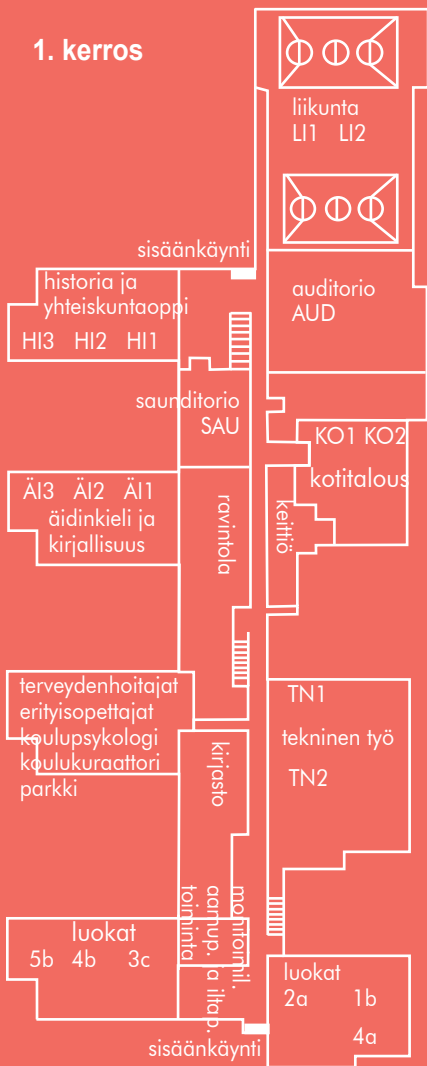 1. kerros
liikunta
LI1 LI2
sisäänkäynti
historia ja
yhteiskuntaoppi
HI3 HI2 HI1
auditorio
AUD
saunditorio
SAU
KO1 KO2
kotitalous
keittiö
ÄI3 ÄI2 ÄI1
äidinkieli ja
kirjallisuus
ravintola
terveydenhoitajat
erityisopettajat
koulupsykologi
koulukuraattori
parkki
TN1
tekninen työ
TN2
kirjasto
monitoimil.
aamup. ja iltap.
toiminta
luokat
5b 4b 3c
luokat
2a 1b
4a
sisäänkäynti